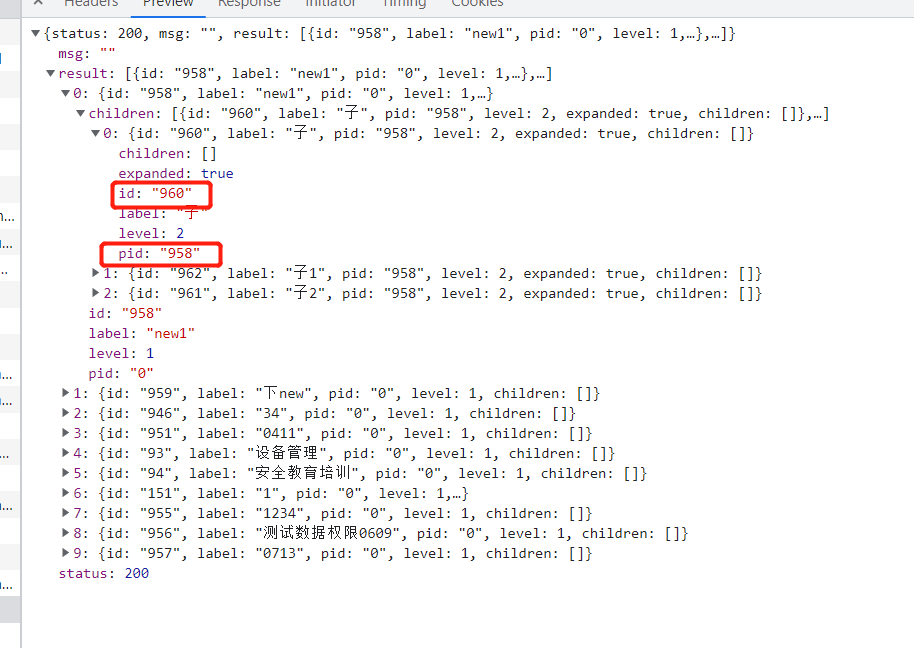 Headers Preview Response Initiator Timing Cookies
{status: 200, msg: "", result: [{id: "958", label: "new1", pid: "0", level: 1,…},…]}
msg: ""
result: [{id: "958", label: "new1", pid: "0", level: 1,…},…]
0: {id: "958", label: "new1", pid: "0", level: 1,…}
children: [{id: "960", label: "子", pid: "958", level: 2, expanded: true, children: []},…]
0: {id: "960", label: "子", pid: "958", level: 2, expanded: true, children: []}
children: []
expanded: true
id: "960"
label: "子"
level: 2
pid: "958"
1: {id: "962", label: "子1", pid: "958", level: 2, expanded: true, children: []}
2: {id: "961", label: "子2", pid: "958", level: 2, expanded: true, children: []}
id: "958"
label: "new1"
level: 1
pid: "0"
1: {id: "959", label: "下new", pid: "0", level: 1, children: []}
2: {id: "946", label: "34", pid: "0", level: 1, children: []}
3: {id: "951", label: "0411", pid: "0", level: 1, children: []}
4: {id: "93", label: "设备管理", pid: "0", level: 1, children: []}
5: {id: "94", label: "安全教育培训", pid: "0", level: 1, children: []}
6: {id: "151", label: "1", pid: "0", level: 1,…}
7: {id: "955", label: "1234", pid: "0", level: 1, children: []}
8: {id: "956", label: "测试数据权限0609", pid: "0", level: 1, children: []}
9: {id: "957", label: "0713", pid: "0", level: 1, children: []}
status: 200